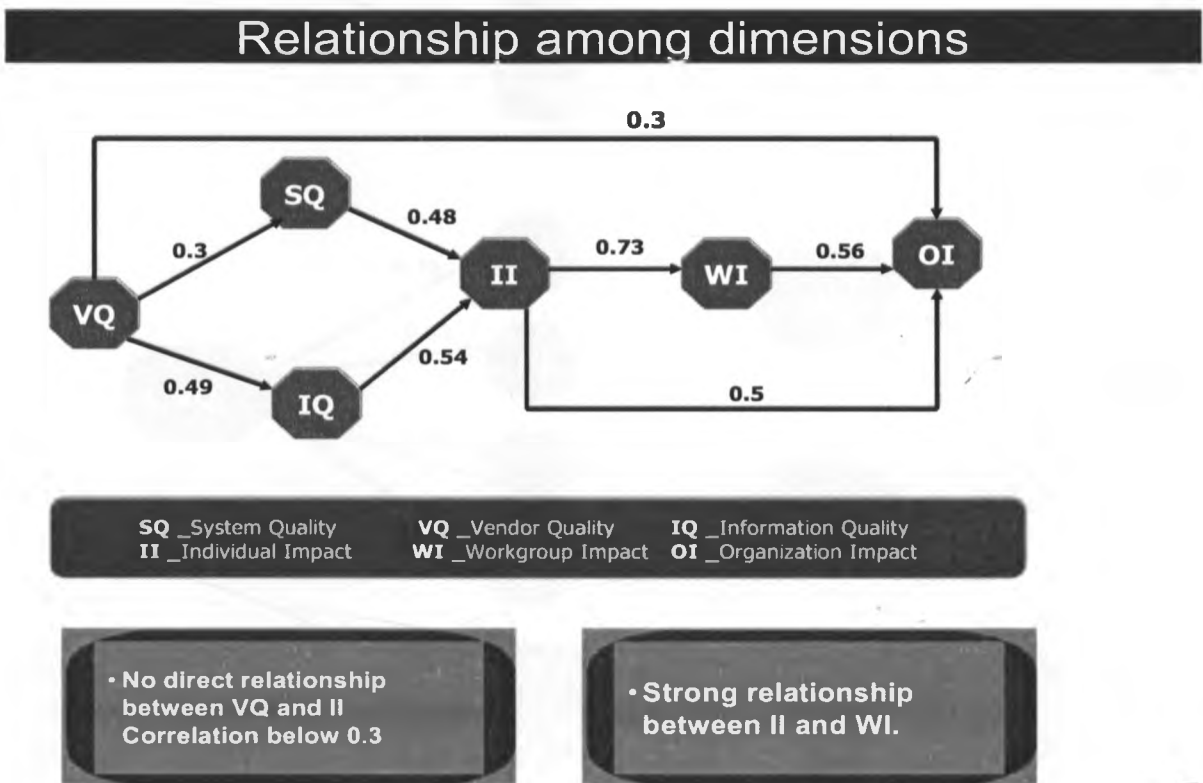 Relationship among dimensions
0.3
SQ
0.48
0.3
II
0.73
WI
0.56
OI
VQ
0.49
IQ
0.54
0.5
SQ _System Quality VQ _Vendor Quality IQ _Information Quality
II _Individual Impact WI _Workgroup Impact OI _Organization Impact
• No direct relationship
between VQ and II
Correlation below 0.3
• Strong relationship
between II and WI.